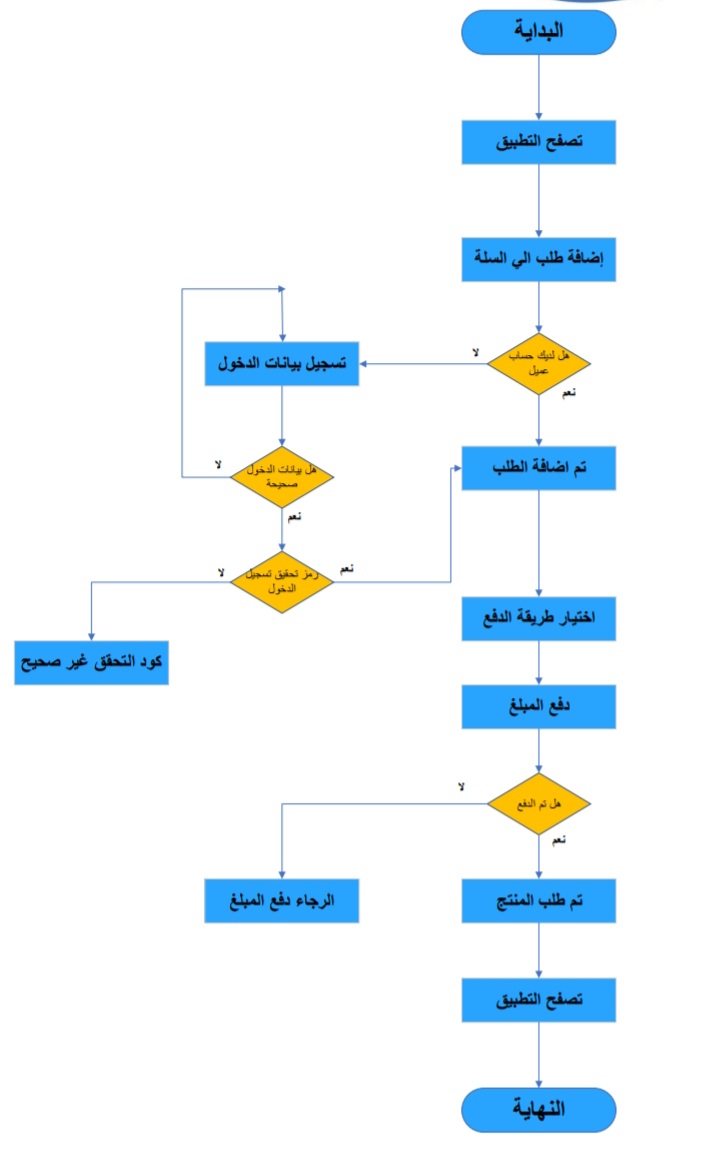 البداية
تصفح التطبيق
إضافة طلب الي السلة
هل لديك حساب
عميل
لا
نعم
تسجيل بيانات الدخول
هل بيانات الدخول
صحيحة
لا
نعم
تم اضافة الطلب
رمز تحقيق تسجيل
الدخول
نعم
لا
كود التحقق غير صحيح
اختيار طريقة الدفع
دفع المبلغ
هل تم الدفع
لا
نعم
الرجاء دفع المبلغ
تم طلب المنتج
تصفح التطبيق
النهاية